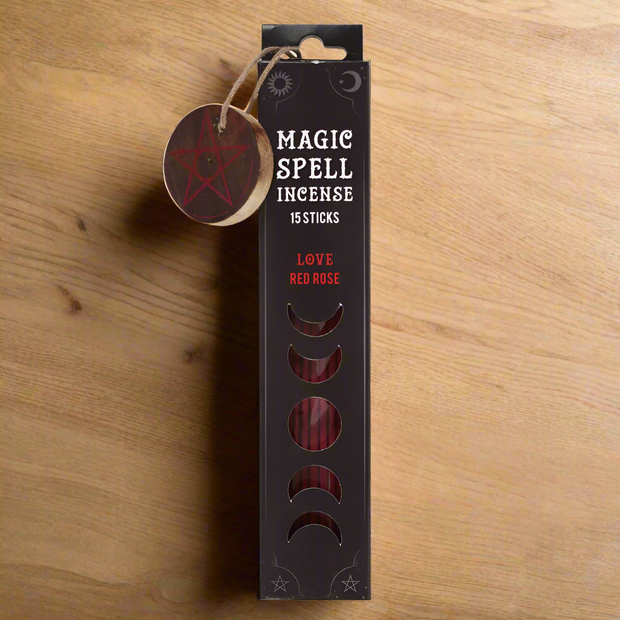 MAGIC
SPELL
INCENSE
15 STICKS
LOVE
RED ROSE